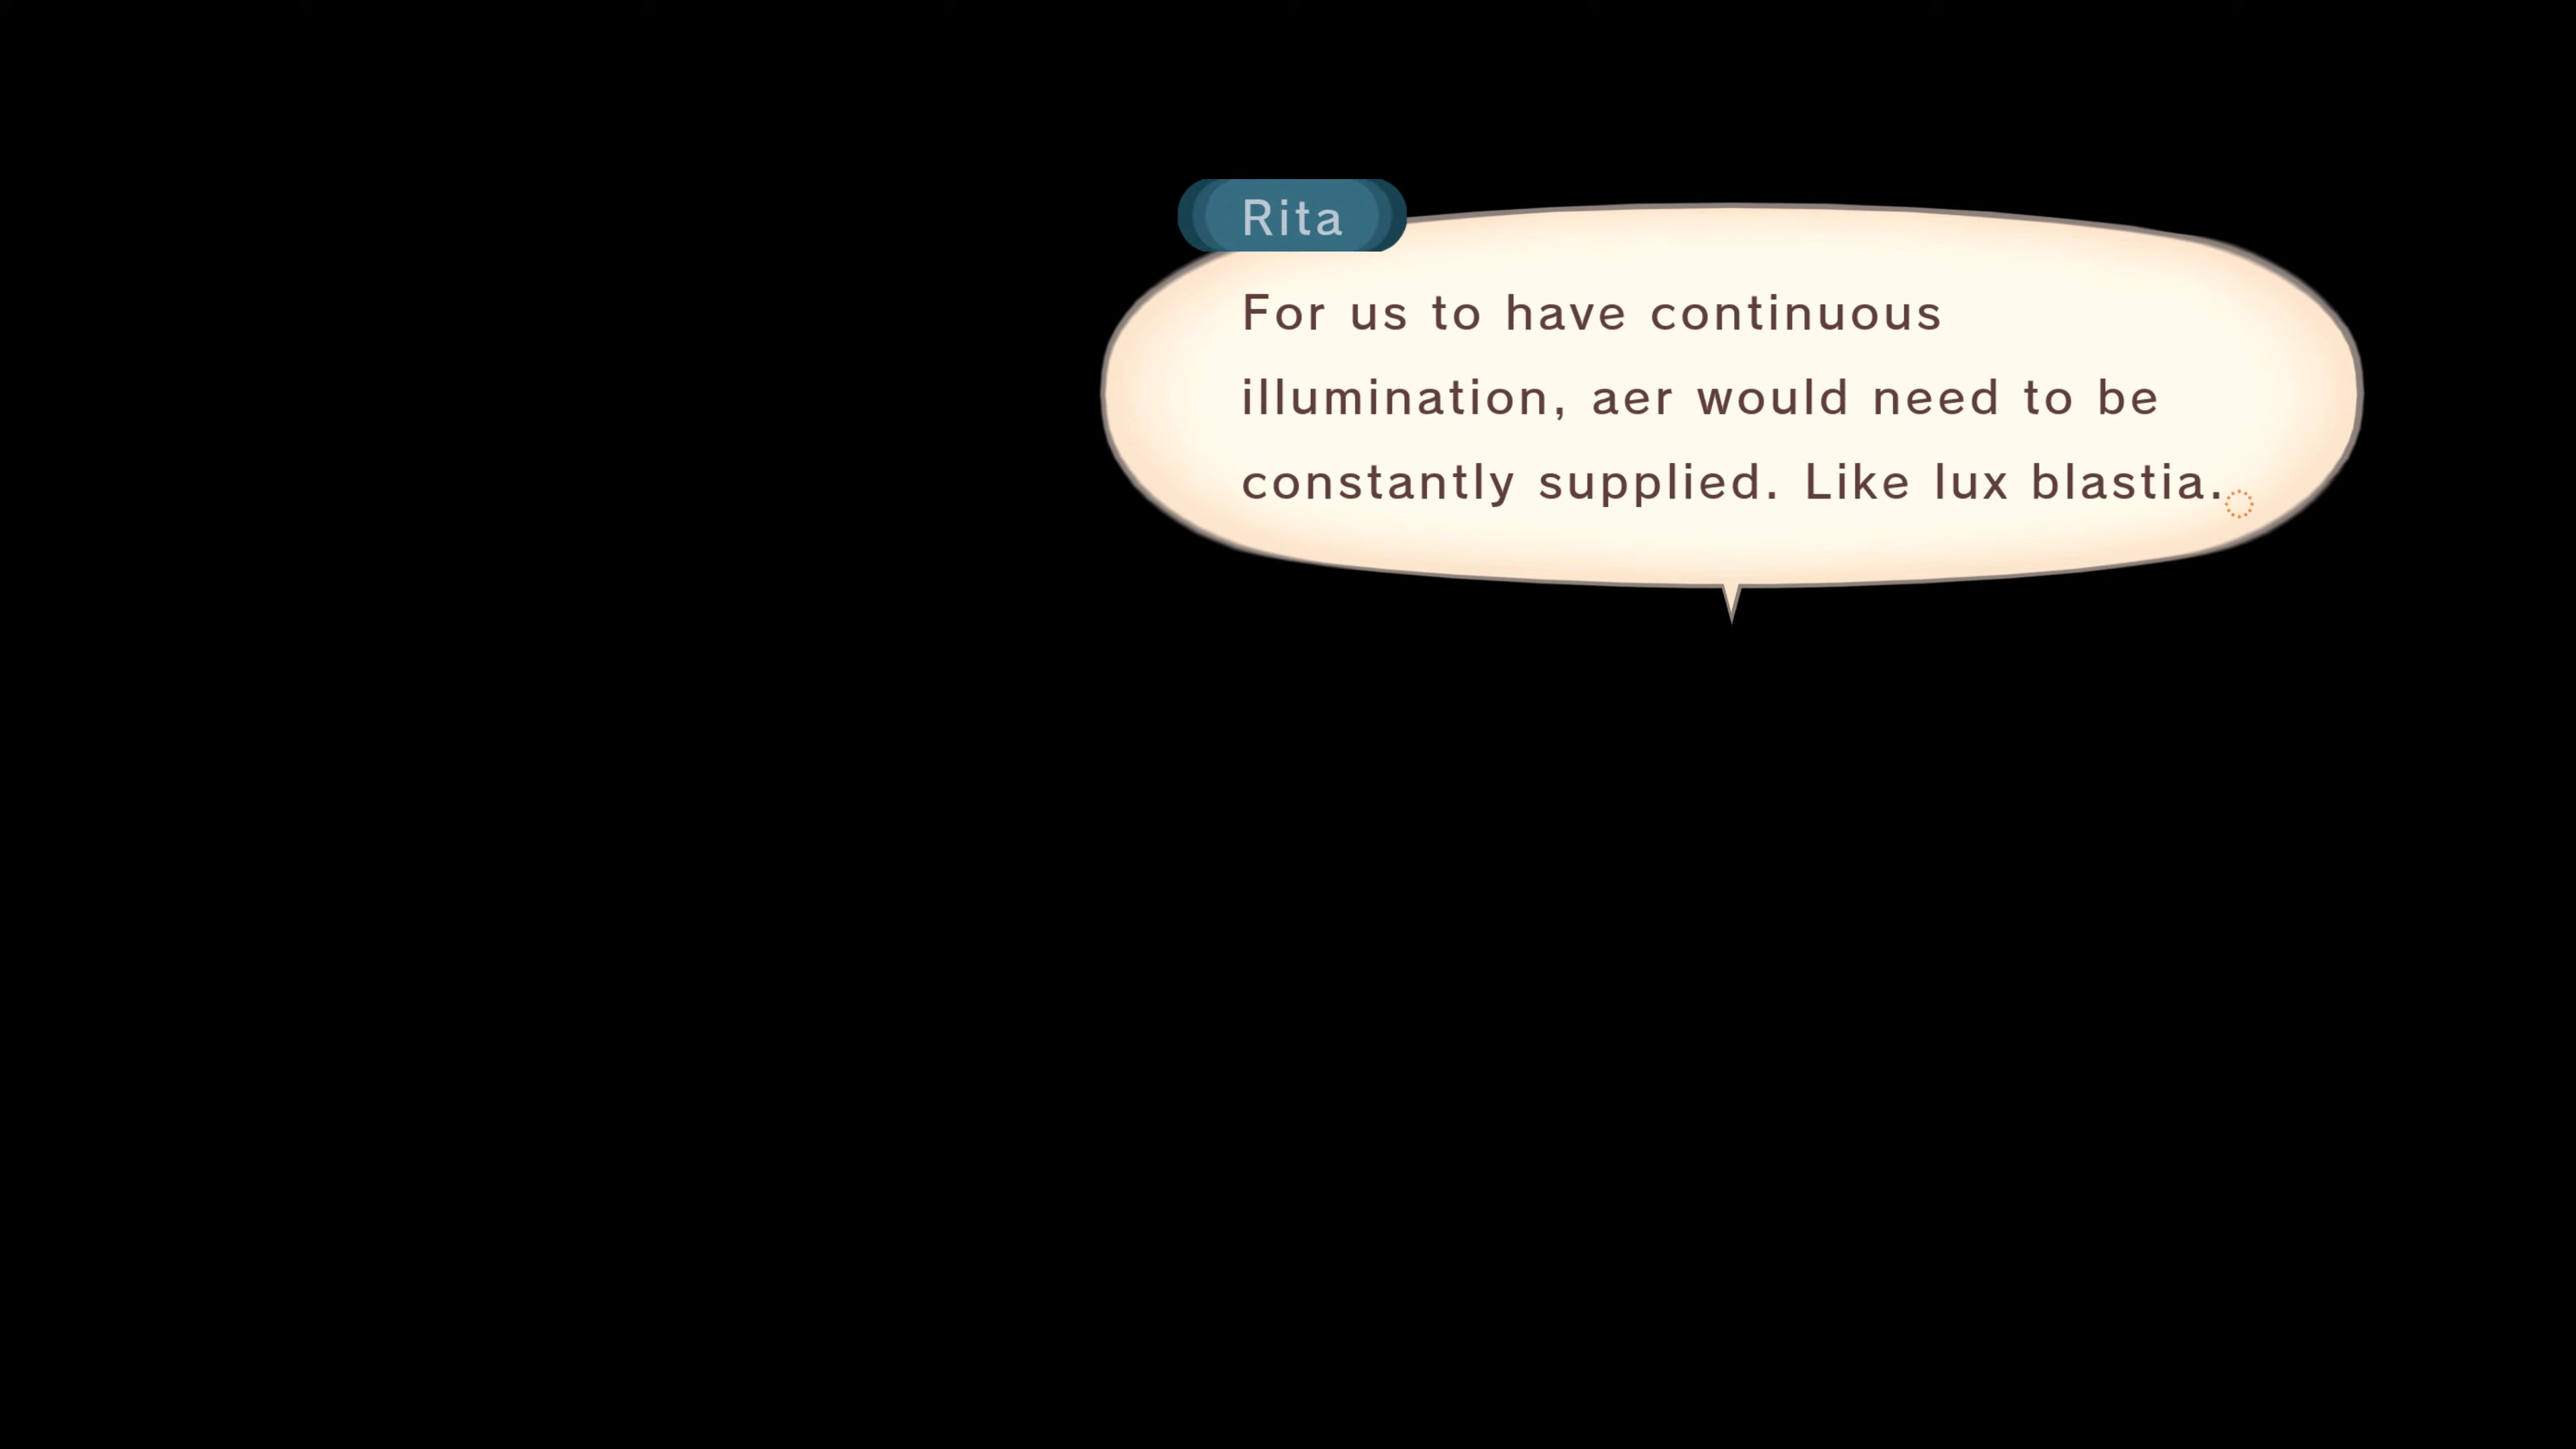 Rita
For us to have continuous
illumination, aer would need to be
constantly supplied. Like lux blastia.